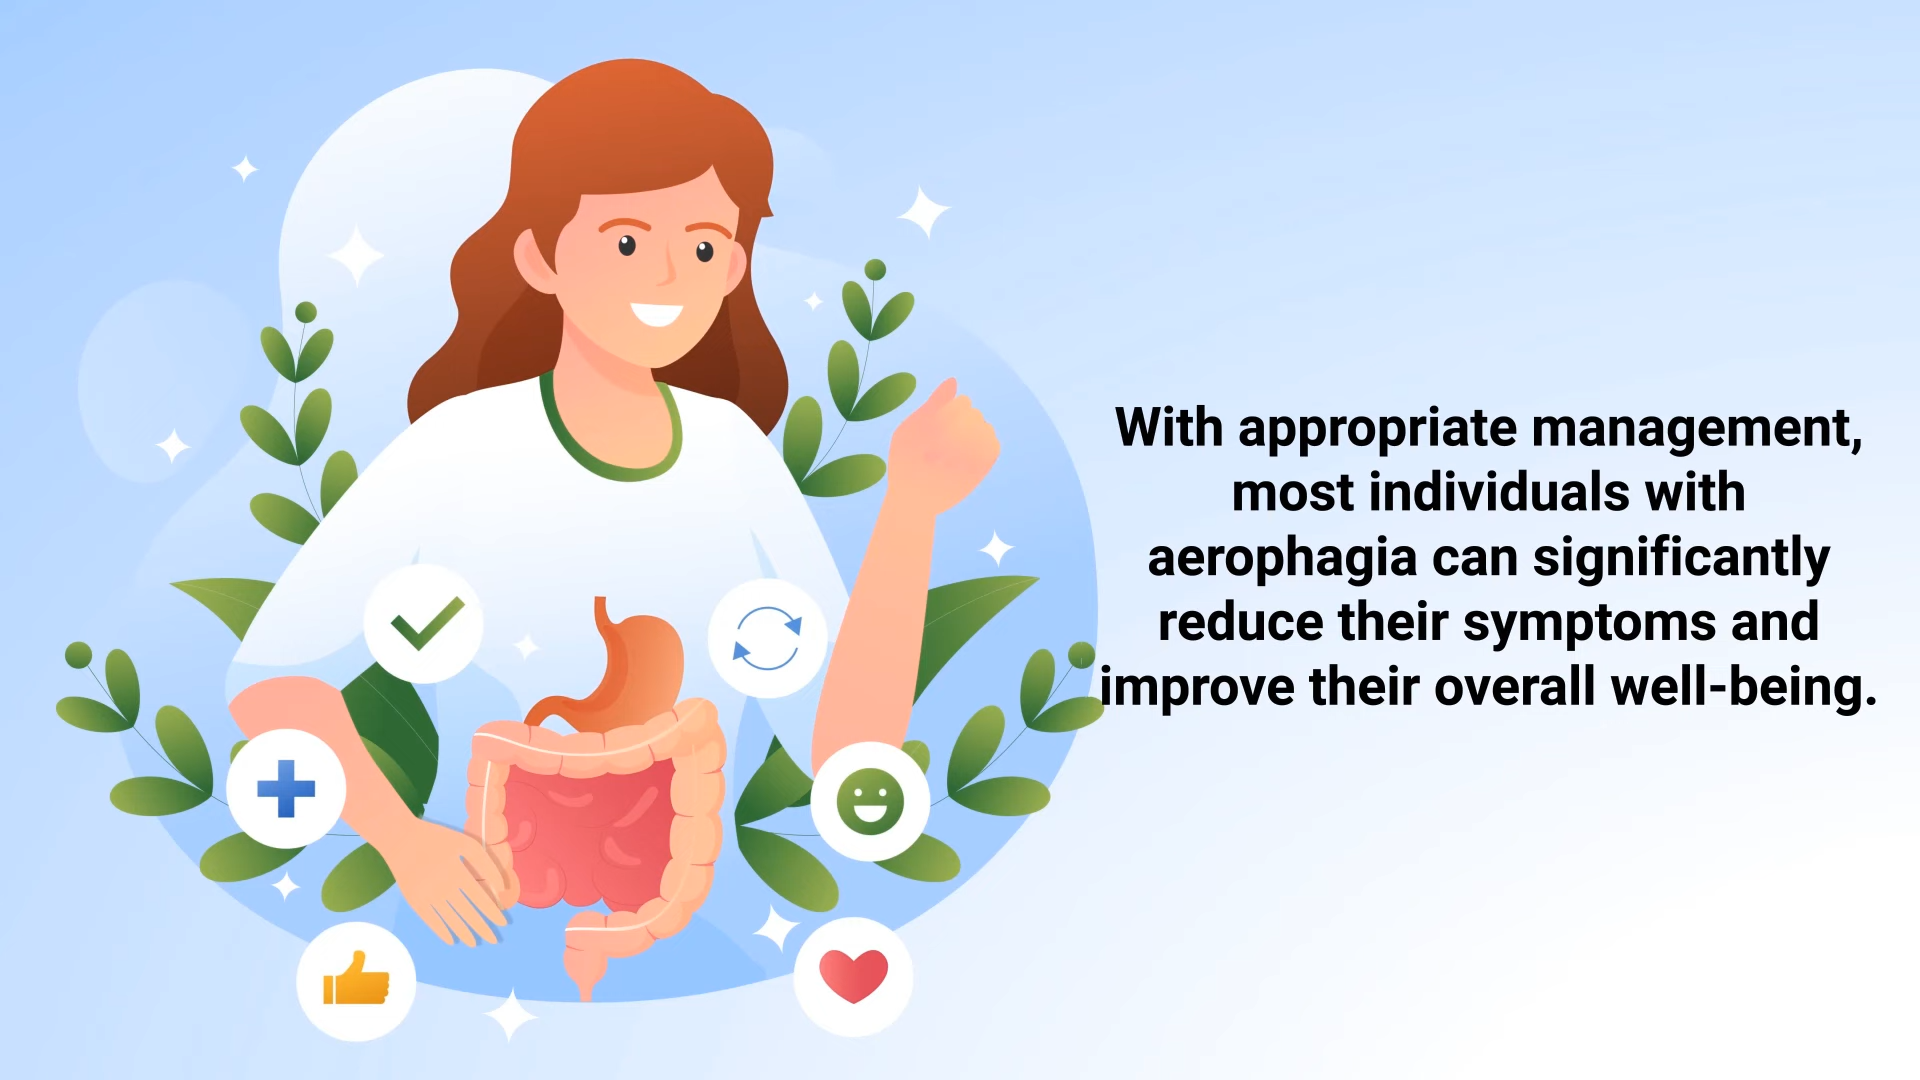 With appropriate management,
most individuals with
aerophagia can significantly
reduce their symptoms and
improve their overall well-being.